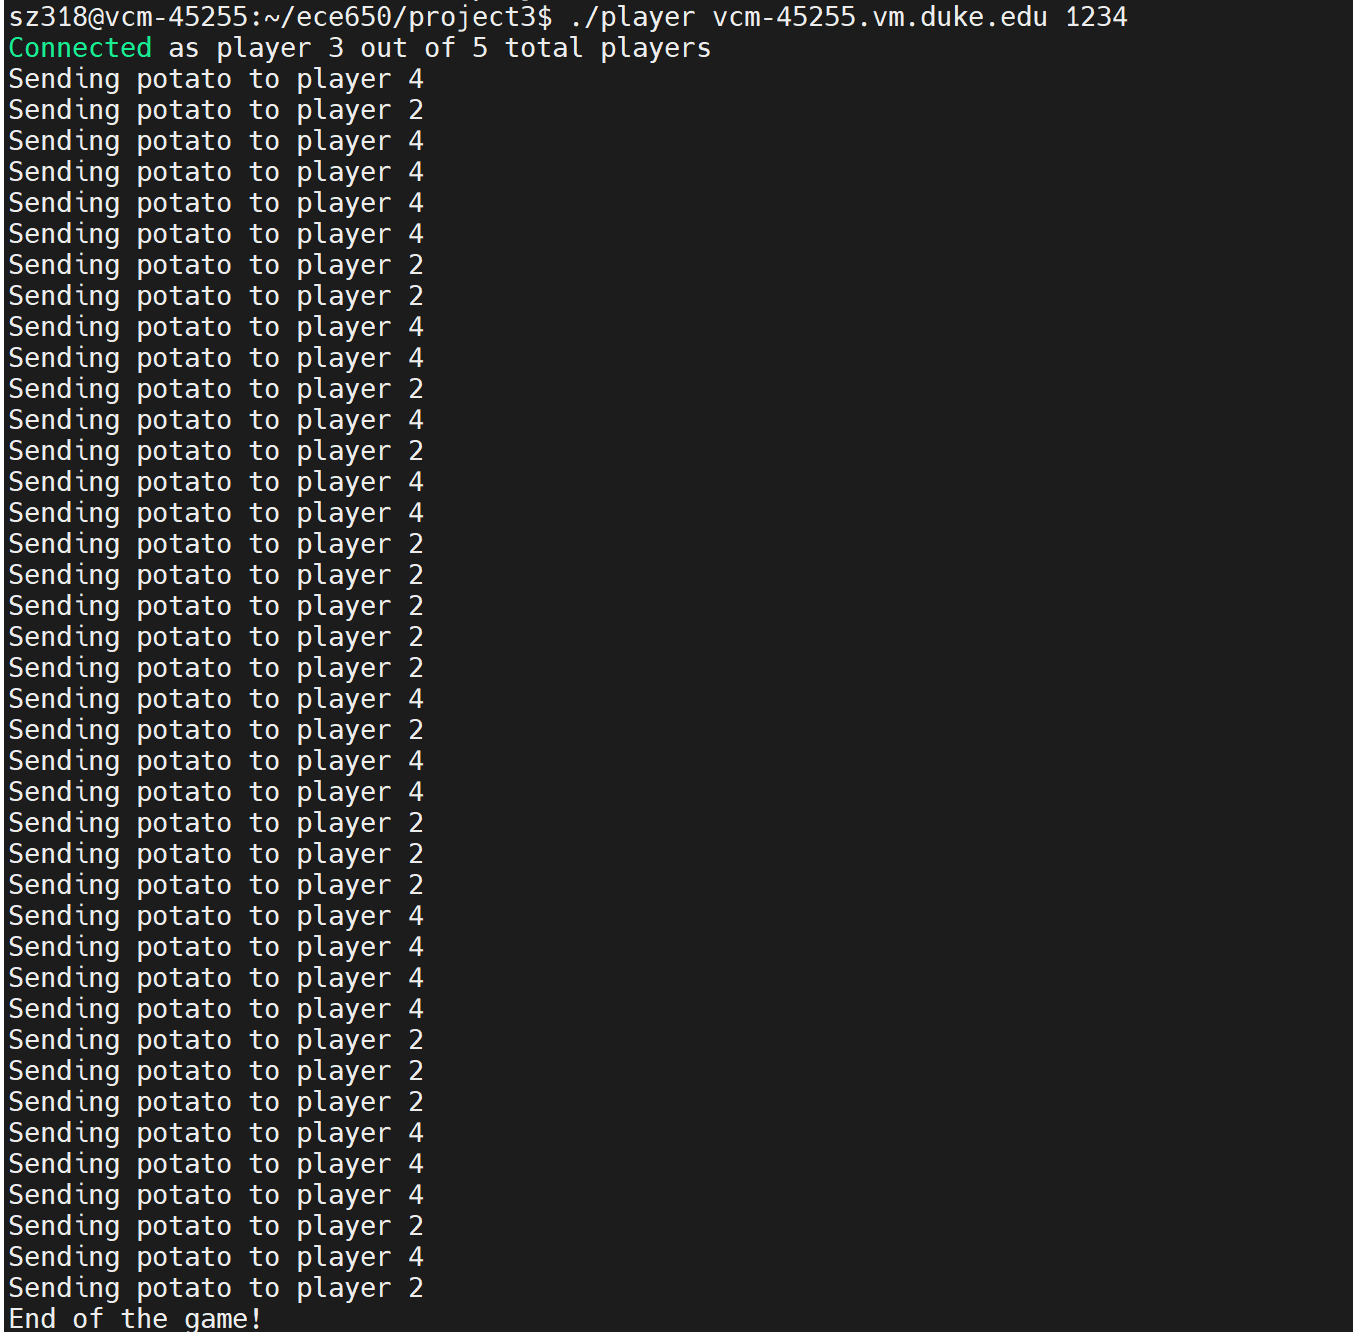 sz318@vcm-45255:~/ece650/project3$ ./player vcm-45255.vm.duke.edu 1234
Connected as player 3 out of 5 total players
Sending potato to player 4
Sending potato to player 2
Sending potato to player 4
Sending potato to player 4
Sending potato to player 4
Sending potato to player 4
Sending potato to player 2
Sending potato to player 2
Sending potato to player 4
Sending potato to player 4
Sending potato to player 2
Sending potato to player 4
Sending potato to player 2
Sending potato to player 4
Sending potato to player 4
Sending potato to player 2
Sending potato to player 2
Sending potato to player 2
Sending potato to player 2
Sending potato to player 2
Sending potato to player 4
Sending potato to player 2
Sending potato to player 4
Sending potato to player 4
Sending potato to player 2
Sending potato to player 2
Sending potato to player 2
Sending potato to player 4
Sending potato to player 4
Sending potato to player 4
Sending potato to player 4
Sending potato to player 2
Sending potato to player 2
Sending potato to player 2
Sending potato to player 4
Sending potato to player 4
Sending potato to player 4
Sending potato to player 2
Sending potato to player 4
Sending potato to player 2
End of the game!